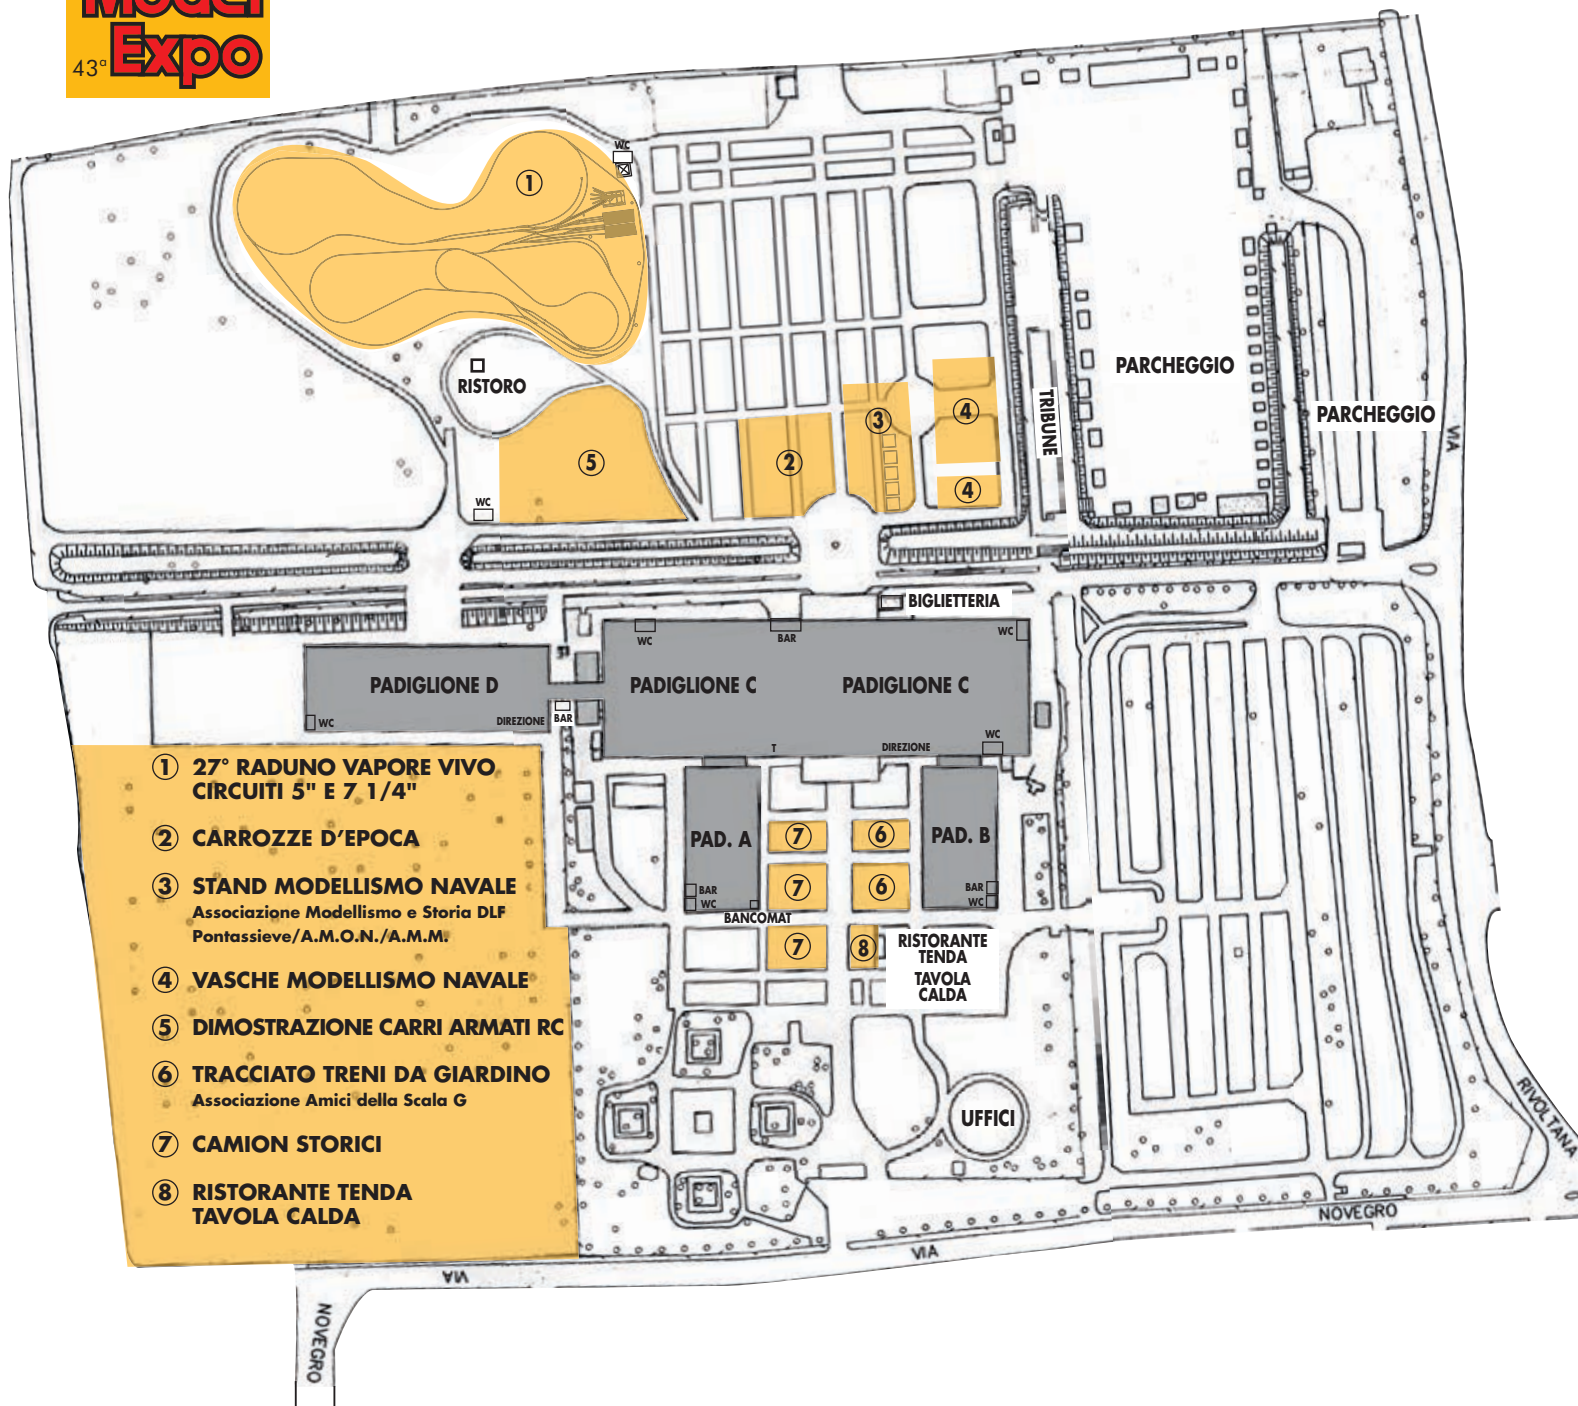 Model
43ª Expo
WC
①
RISTORO
PARCHEGGIO
PARCHEGGIO
TRIBUNE
③
④
②
⑤
④
WC
VIA
BIGLIETTERIA
WC
BAR
WC
PADIGLIONE D
PADIGLIONE C
PADIGLIONE C
WC
DIREZIONE
BAR
T
DIREZIONE
WC
PAD. A
⑦
⑥
PAD. B
⑦
⑥
BAR
WC
BAR
WC
BANCOMAT
⑦
⑧
RISTORANTE
TENDA
TAVOLA
CALDA
UFFICI
① 27° RADUNO VAPORE VIVO
CIRCUITI 5" E 7 1/4"
② CARROZZE D'EPOCA
③ STAND MODELLISMO NAVALE
Associazione Modellismo e Storia DLF
Pontassieve/A.M.O.N./A.M.M.
④ VASCHE MODELLISMO NAVALE
⑤ DIMOSTRAZIONE CARRI ARMATI RC
⑥ TRACCIATO TRENI DA GIARDINO
Associazione Amici della Scala G
⑦ CAMION STORICI
⑧ RISTORANTE TENDA
TAVOLA CALDA
RIVOLTANA
NOVEGRO
VIA
VIA
NOVEGRO